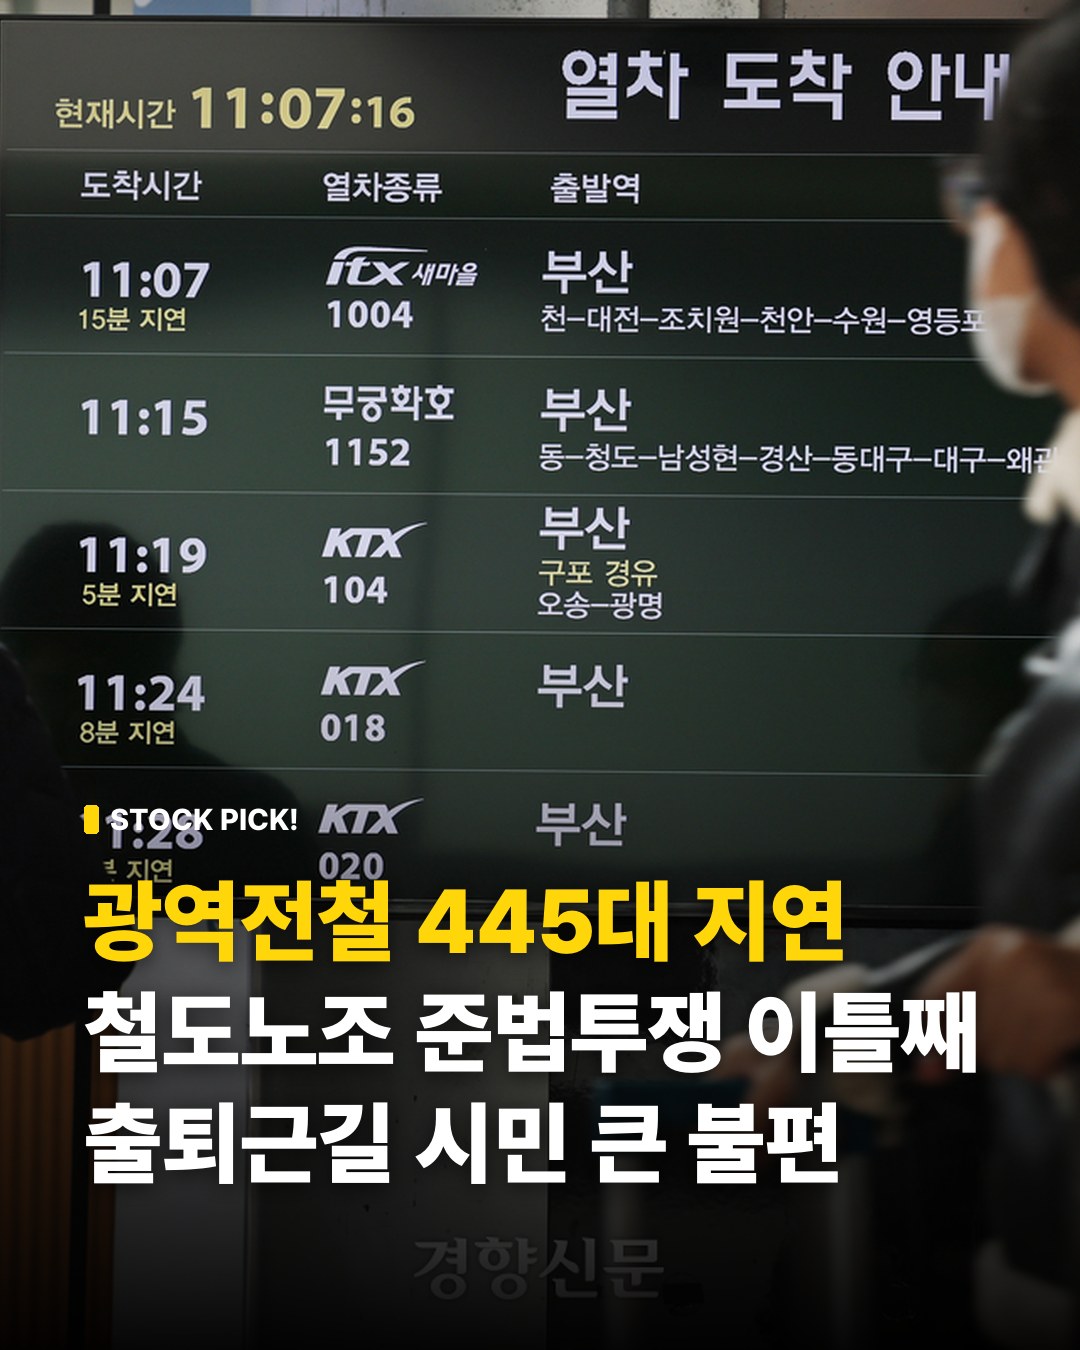 열차 도착 안내
현재시간 11:07:16
도착시간 열차종류 출발역
11:07 itx 새마을 부산
15분 지연 1004 천-대전-조치원-천안-수원-영등포
11:15 무궁화호 부산
1152 동-청도-남성현-경산-동대구-대구-왜관
11:19 KTX 부산
5분 지연 104 구포 경유
오송-광명
11:24 KTX 부산
8분 지연 018
1:28 KTX 부산
지연 020
STOCK PICK!
광역전철 445대 지연
철도노조 준법투쟁 이틀째
출퇴근길 시민 큰 불편
경향신문